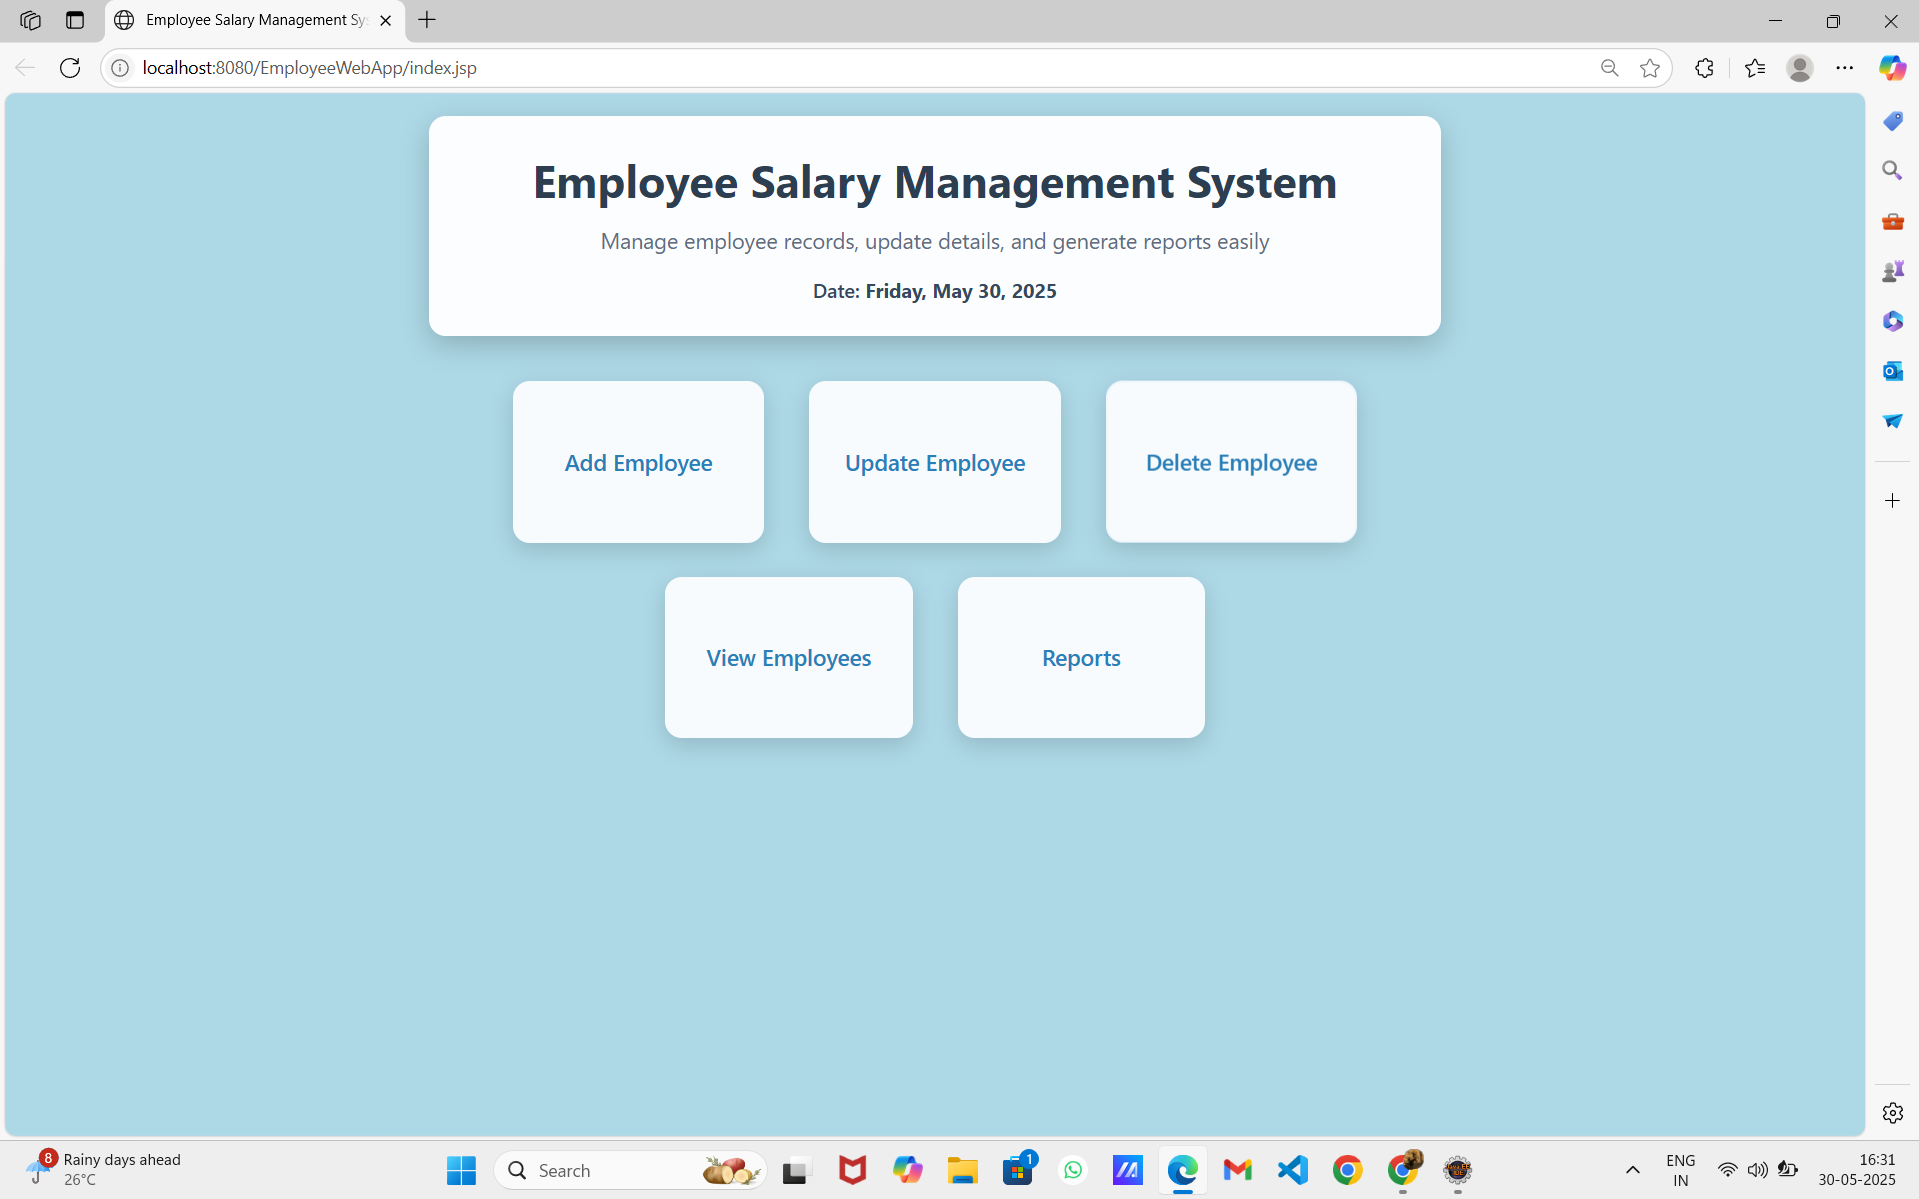 Employee Salary Management Sy
localhost:8080/EmployeeWebApp/index.jsp
Employee Salary Management System
Manage employee records, update details, and generate reports easily
Date: Friday, May 30, 2025
Add Employee
Update Employee
Delete Employee
View Employees
Reports
8
Rainy days ahead
26°C
Search
1
ENG
IN
16:31
30-05-2025